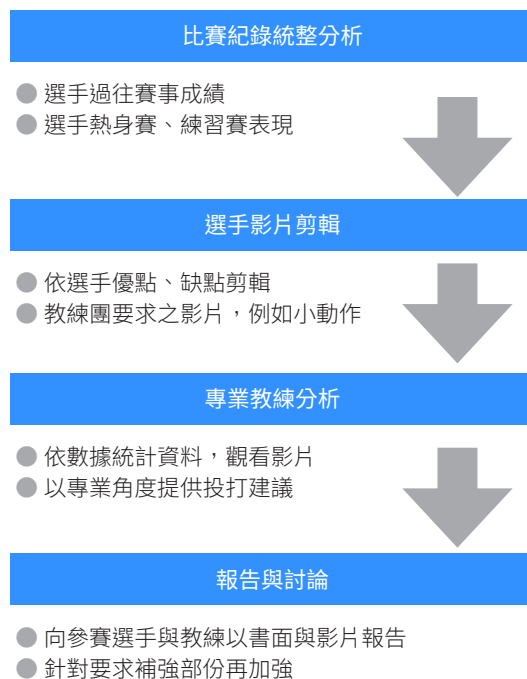 比賽紀錄統整分析
● 選手過往賽事成績
● 選手熱身賽、練習賽表現
選手影片剪輯
● 依選手優點、缺點剪輯
● 教練團要求之影片，例如小動作
專業教練分析
● 依數據統計資料，觀看影片
● 以專業角度提供投打建議
報告與討論
● 向參賽選手與教練以書面與影片報告
● 針對要求補強部份再加強